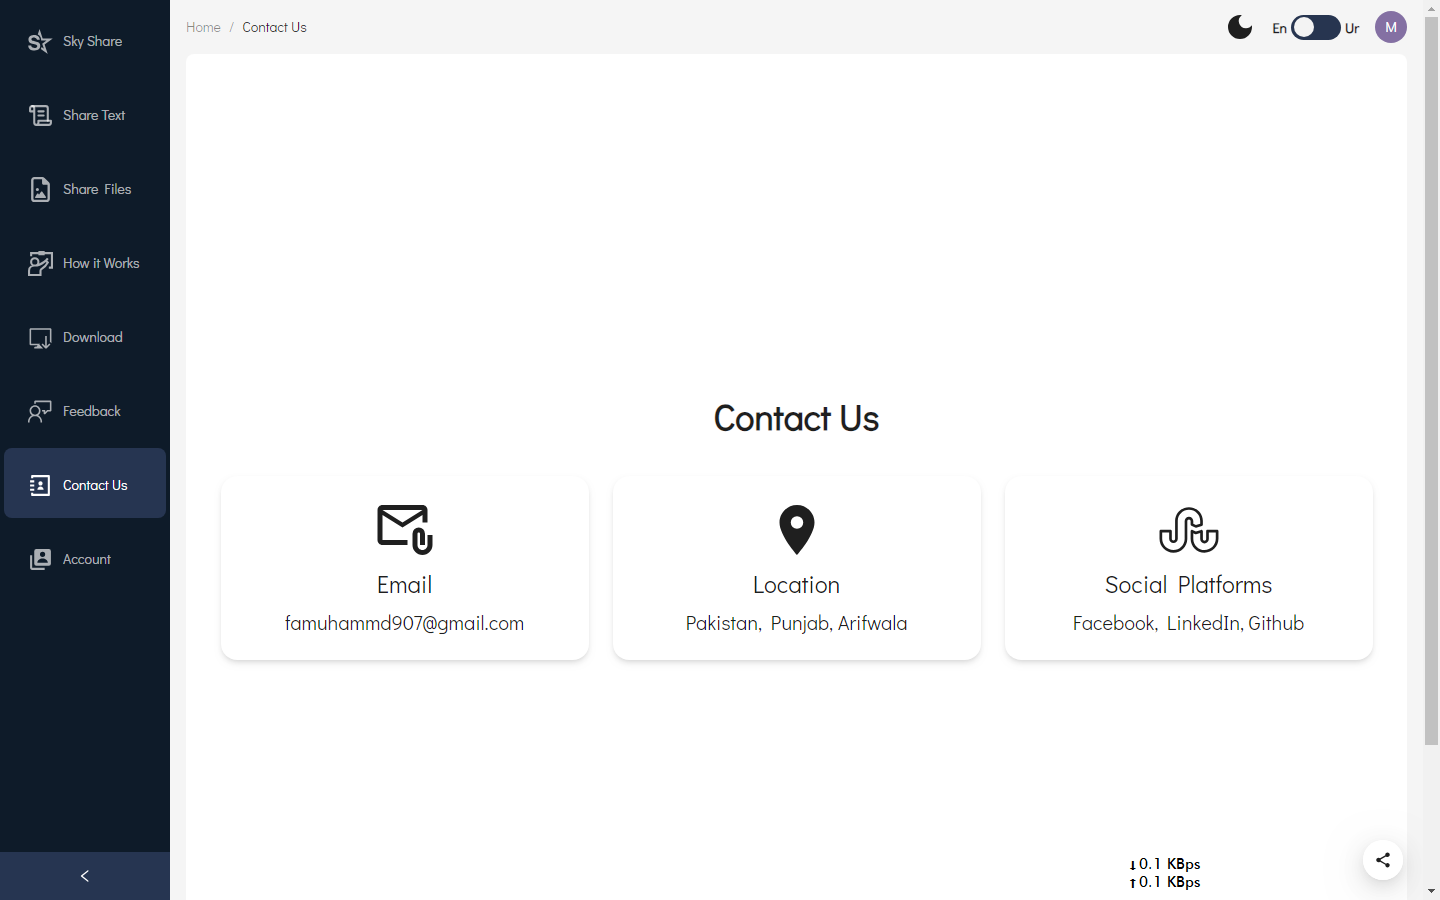 Sky Share
Share Text
Share Files
How it Works
Download
Feedback
Contact Us
Account
Home / Contact Us
En
Ur
M
Contact Us
Email
famuhammd907@gmail.com
Location
Pakistan, Punjab, Arifwala
Social Platforms
Facebook, LinkedIn, Github
↓0.1 KBps
↑0.1 KBps